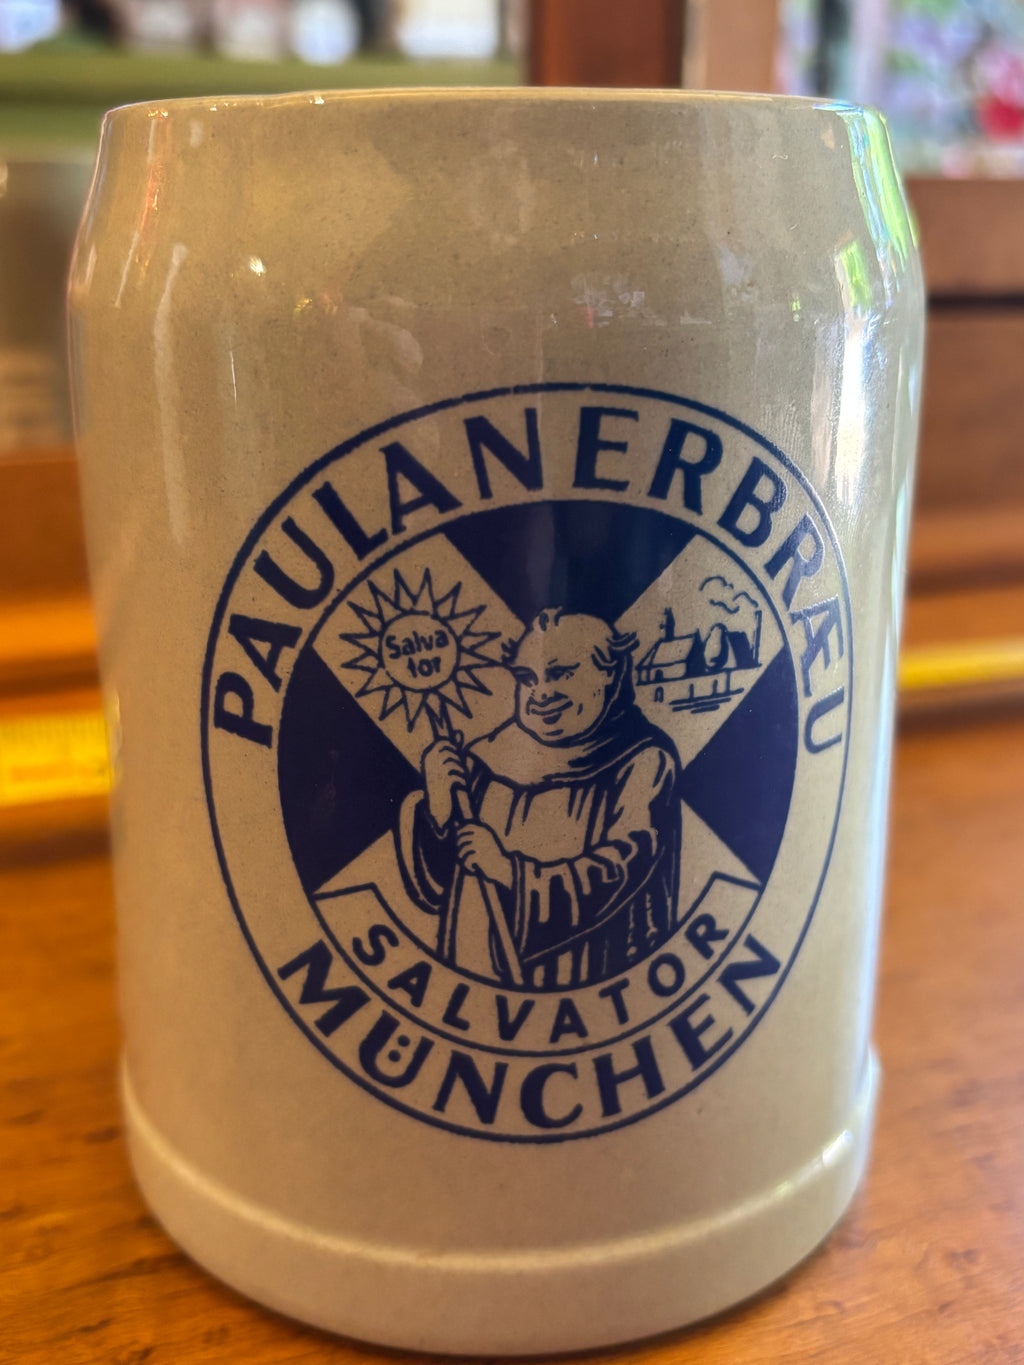 PAULANERBRÆU
Salva
tor
SALVATOR
MÜNCHEN